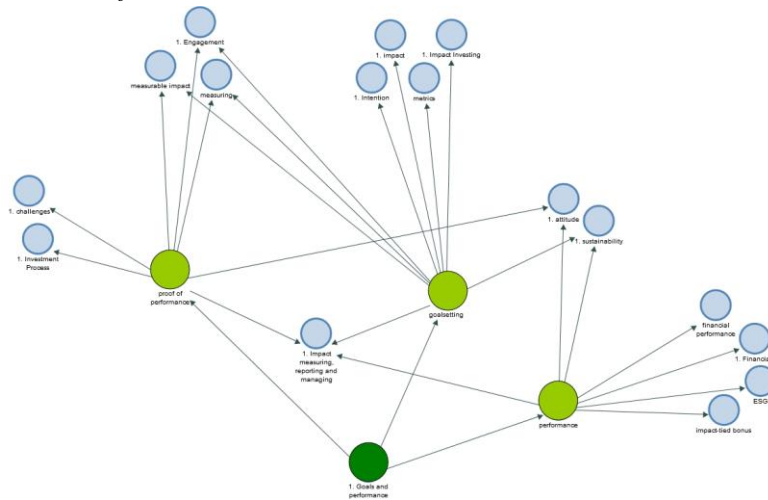 1. Engagement
1. Impact
1. Impact Investing
measurable impact
measuring
1. Intention
metrics
1. challenges
1. attitude
1. sustainability
1. Investment
Process
proof of
performance
goalsetting
financial
performance
1. Financial
1. Impact
measuring,
reporting and
managing
ESG
performance
impact-tied bonus
1. Goals and
performance